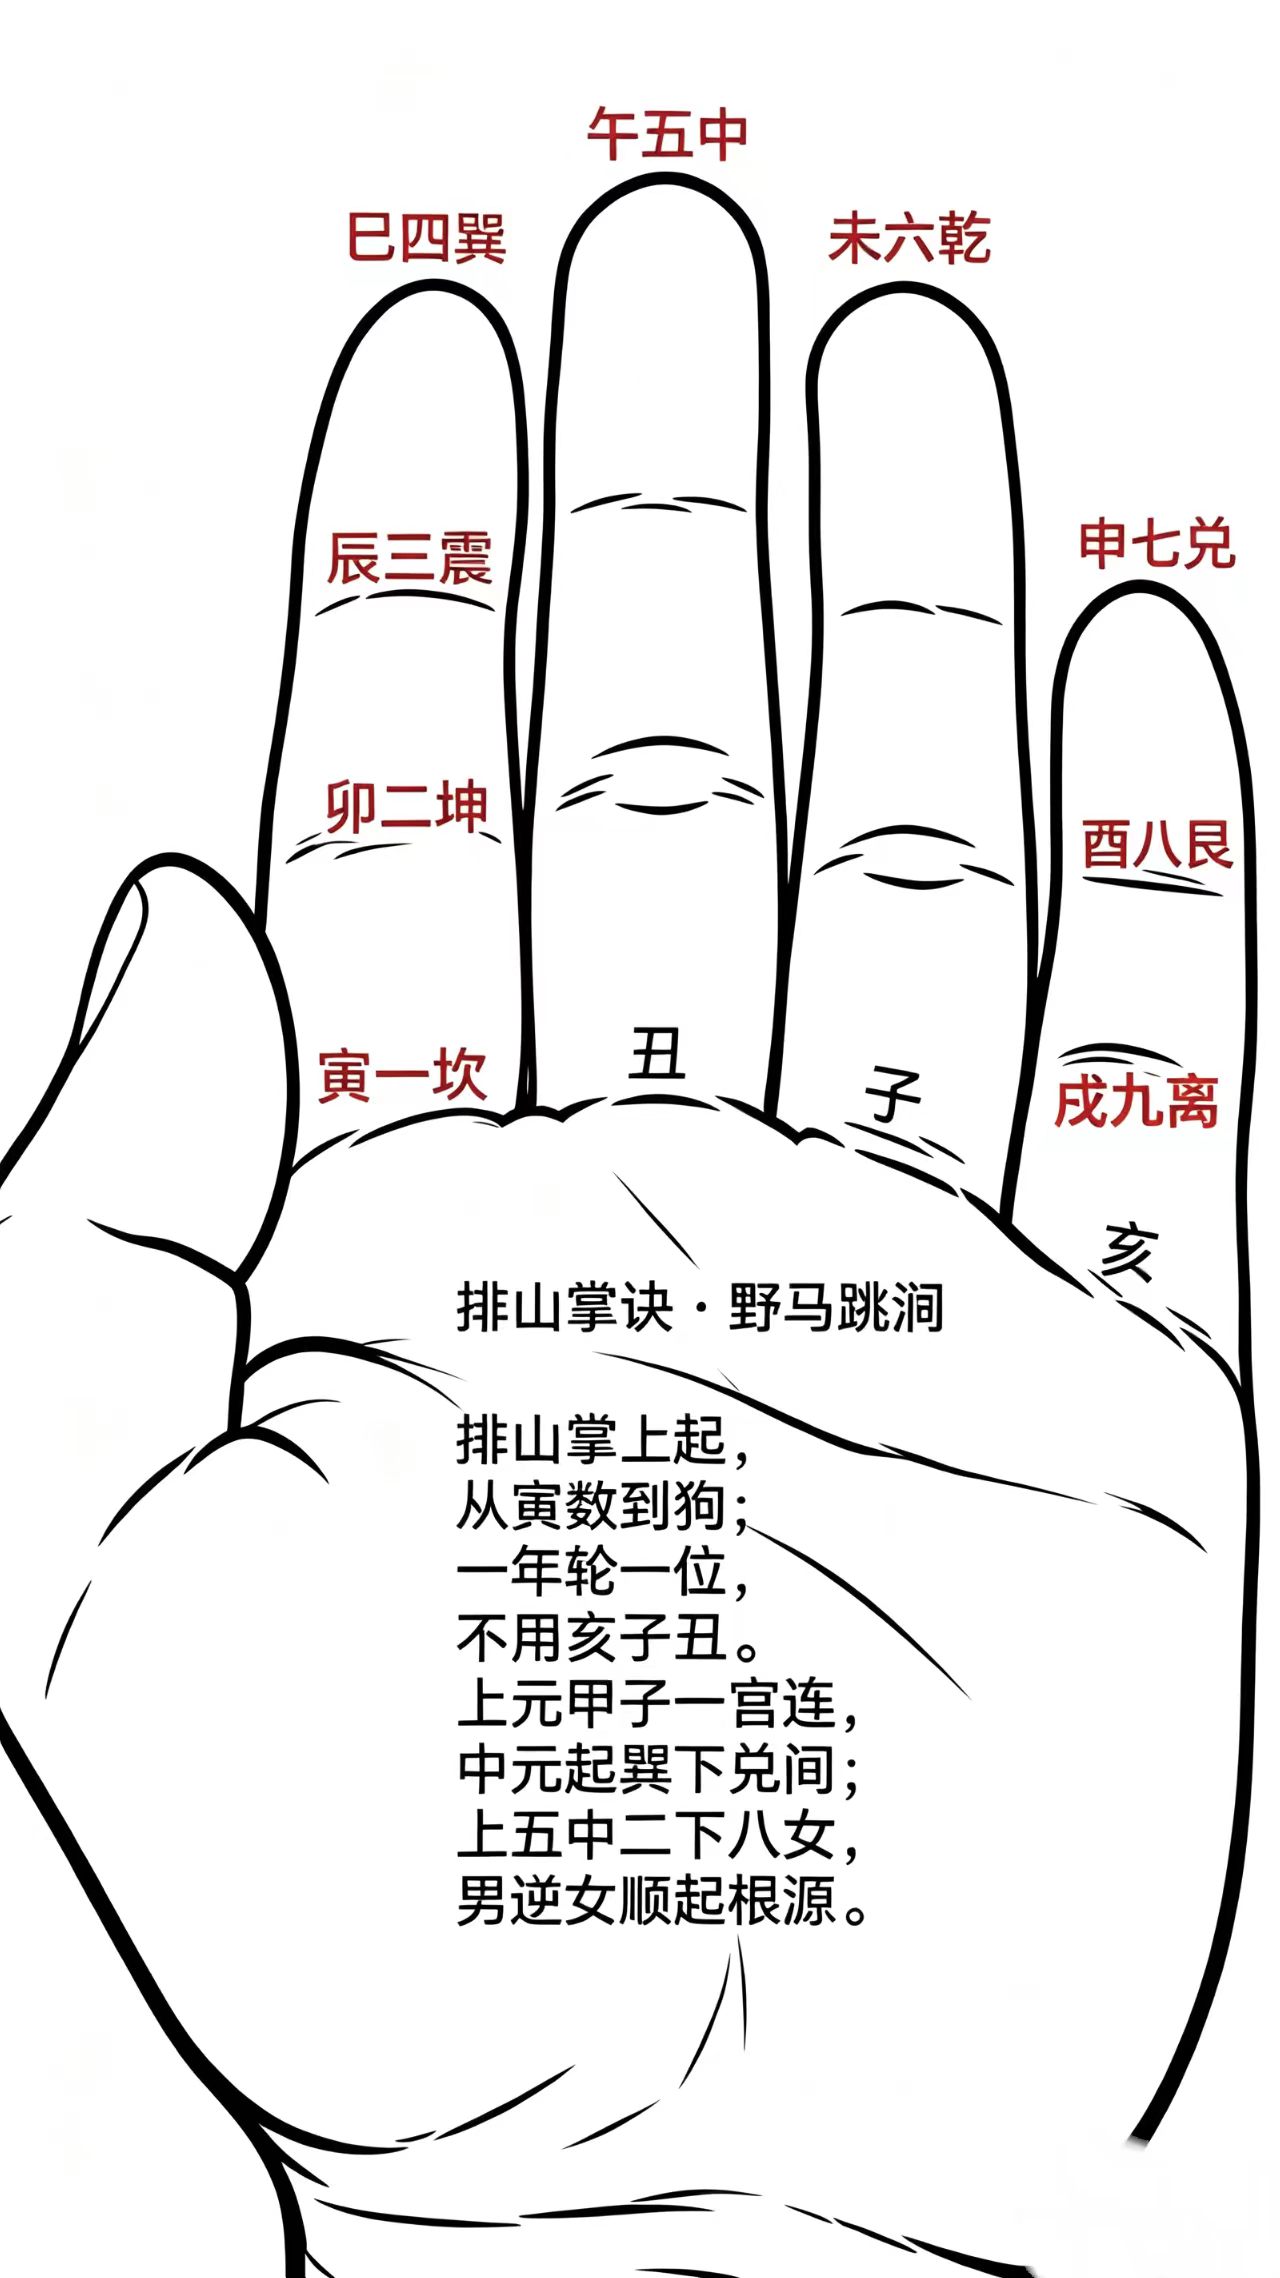 午五中
巳四巽
未六乾
申七兑
辰三震
卯二坤
酉八艮
寅一坎
丑
子
戌九离
亥
排山掌诀·野马跳涧
排山掌上起，
从寅数到狗；
一年轮一位，
不用亥子丑。
上元甲子一宫连，
中元起巽下兑间；
上五中二下八女，
男逆女顺起根源。